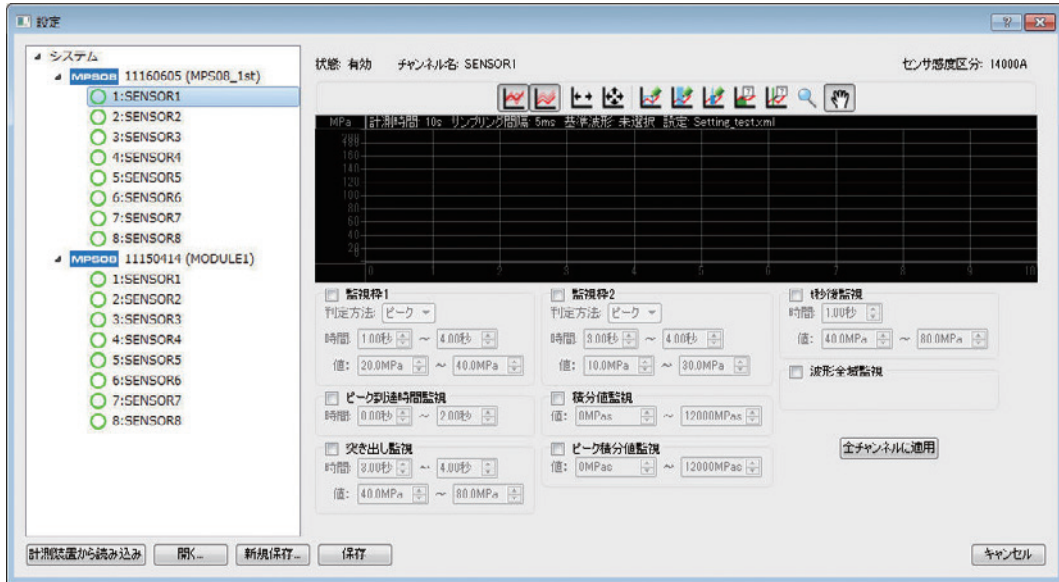 設定
システム
MPS08 11160605 (MPS08_1st)
1:SENSOR1
2:SENSOR2
3:SENSOR3
4:SENSOR4
5:SENSOR5
6:SENSOR6
7:SENSOR7
8:SENSOR8
MPS08 11150414 (MODULE1)
1:SENSOR1
2:SENSOR2
3:SENSOR3
4:SENSOR4
5:SENSOR5
6:SENSOR6
7:SENSOR7
8:SENSOR8
状態: 有効 チャンネル名: SENSOR1 センサ感度区分: 14000A
MPa 計測時間 10s サンプリング間隔 5ms 基準波形 未選択 設定: Setting_test.xml
180
160
140
120
100
80
60
40
20
0
0 1 2 3 4 5 6 7 8 9 10
監視枠1
判定方法: ピーク
時間: 1.00秒 ～ 4.00秒
値: 20.0MPa ～ 40.0MPa
監視枠2
判定方法: ピーク
時間: 3.00秒 ～ 4.00秒
値: 10.0MPa ～ 30.0MPa
t秒後監視
時間: 1.00秒
値: 40.0MPa ～ 80.0MPa
波形全域監視
ピーク到達時間監視
時間: 0.00秒 ～ 2.00秒
積分値監視
値: 0MPas ～ 12000MPas
突き出し監視
時間: 3.00秒 ～ 4.00秒
値: 40.0MPa ～ 80.0MPa
ピーク積分値監視
値: 0MPas ～ 12000MPas
全チャンネルに適用
計測装置から読み込み 開く... 新規保存... 保存 キャンセル